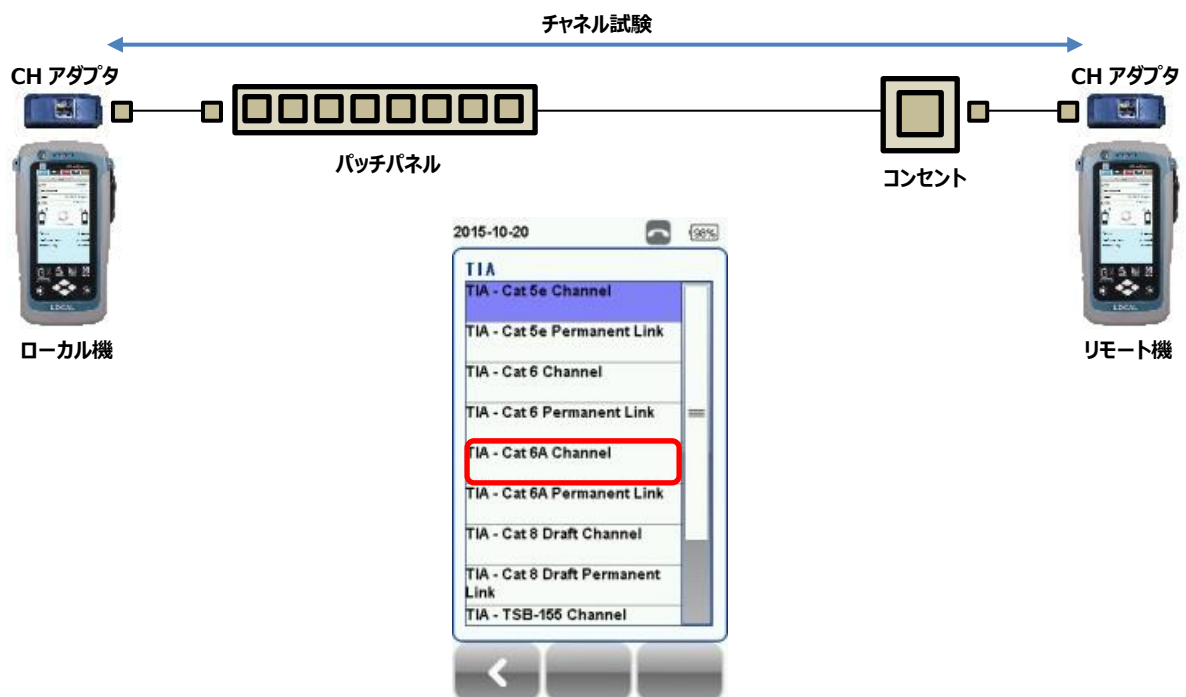 チャネル試験
CH アダプタ
CH アダプタ
パッチパネル
コンセント
ローカル機
リモート機
LOCAL
2015-10-20
98%
TIA
TIA - Cat 5e Channel
TIA - Cat 5e Permanent Link
TIA - Cat 6 Channel
TIA - Cat 6 Permanent Link
TIA - Cat 6A Channel
TIA - Cat 6A Permanent Link
TIA - Cat 8 Draft Channel
TIA - Cat 8 Draft Permanent
Link
TIA - TSB-155 Channel